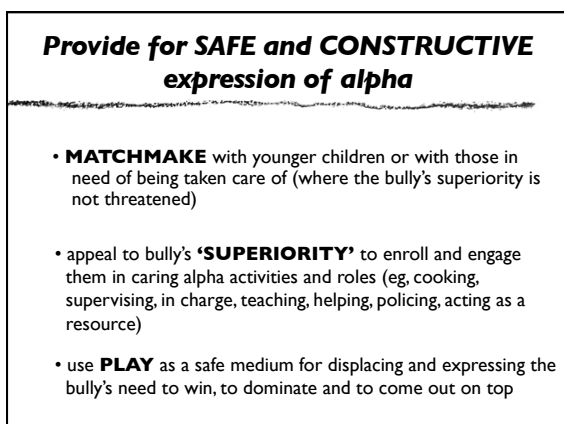 Provide for SAFE and CONSTRUCTIVE
expression of alpha
• MATCHMAKE with younger children or with those in
need of being taken care of (where the bully's superiority is
not threatened)
• appeal to bully's 'SUPERIORITY' to enroll and engage
them in caring alpha activities and roles (eg, cooking,
supervising, in charge, teaching, helping, policing, acting as a
resource)
• use PLAY as a safe medium for displacing and expressing the
bully's need to win, to dominate and to come out on top